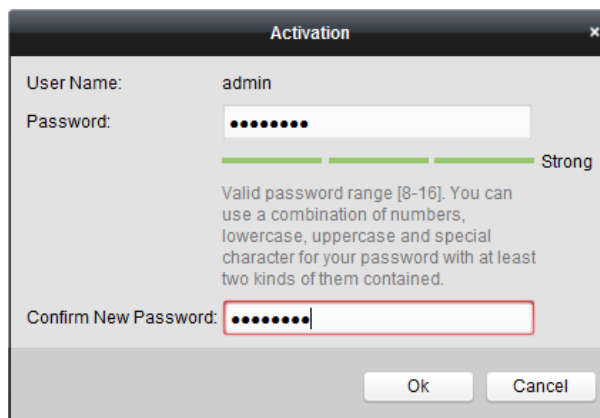 Activation
×
User Name: admin
Password: ●●●●●●●●
Strong
Valid password range [8-16]. You can
use a combination of numbers,
lowercase, uppercase and special
character for your password with at least
two kinds of them contained.
Confirm New Password: ●●●●●●●●
Ok Cancel